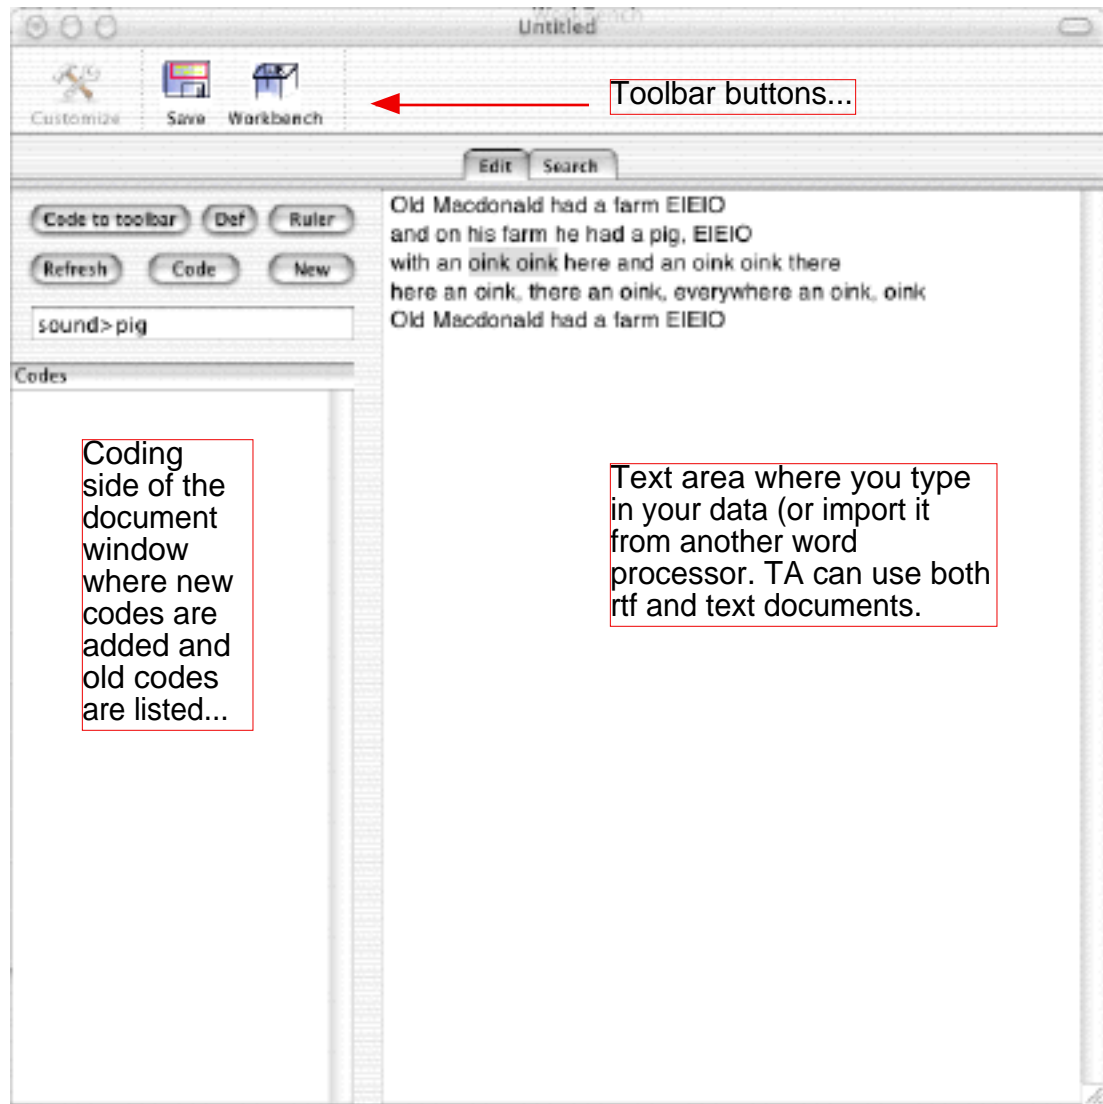 Workbench
Untitled
Customize Save Workbench
Toolbar buttons...
Edit Search
Code to toolbar Def Ruler
Refresh Code New
sound>pig
Codes
Old Macdonald had a farm EIEIO
and on his farm he had a pig, EIEIO
with an oink oink here and an oink oink there
here an oink, there an oink, everywhere an oink, oink
Old Macdonald had a farm EIEIO
Coding
side of the
document
window
where new
codes are
added and
old codes
are listed...
Text area where you type
in your data (or import it
from another word
processor. TA can use both
rtf and text documents.